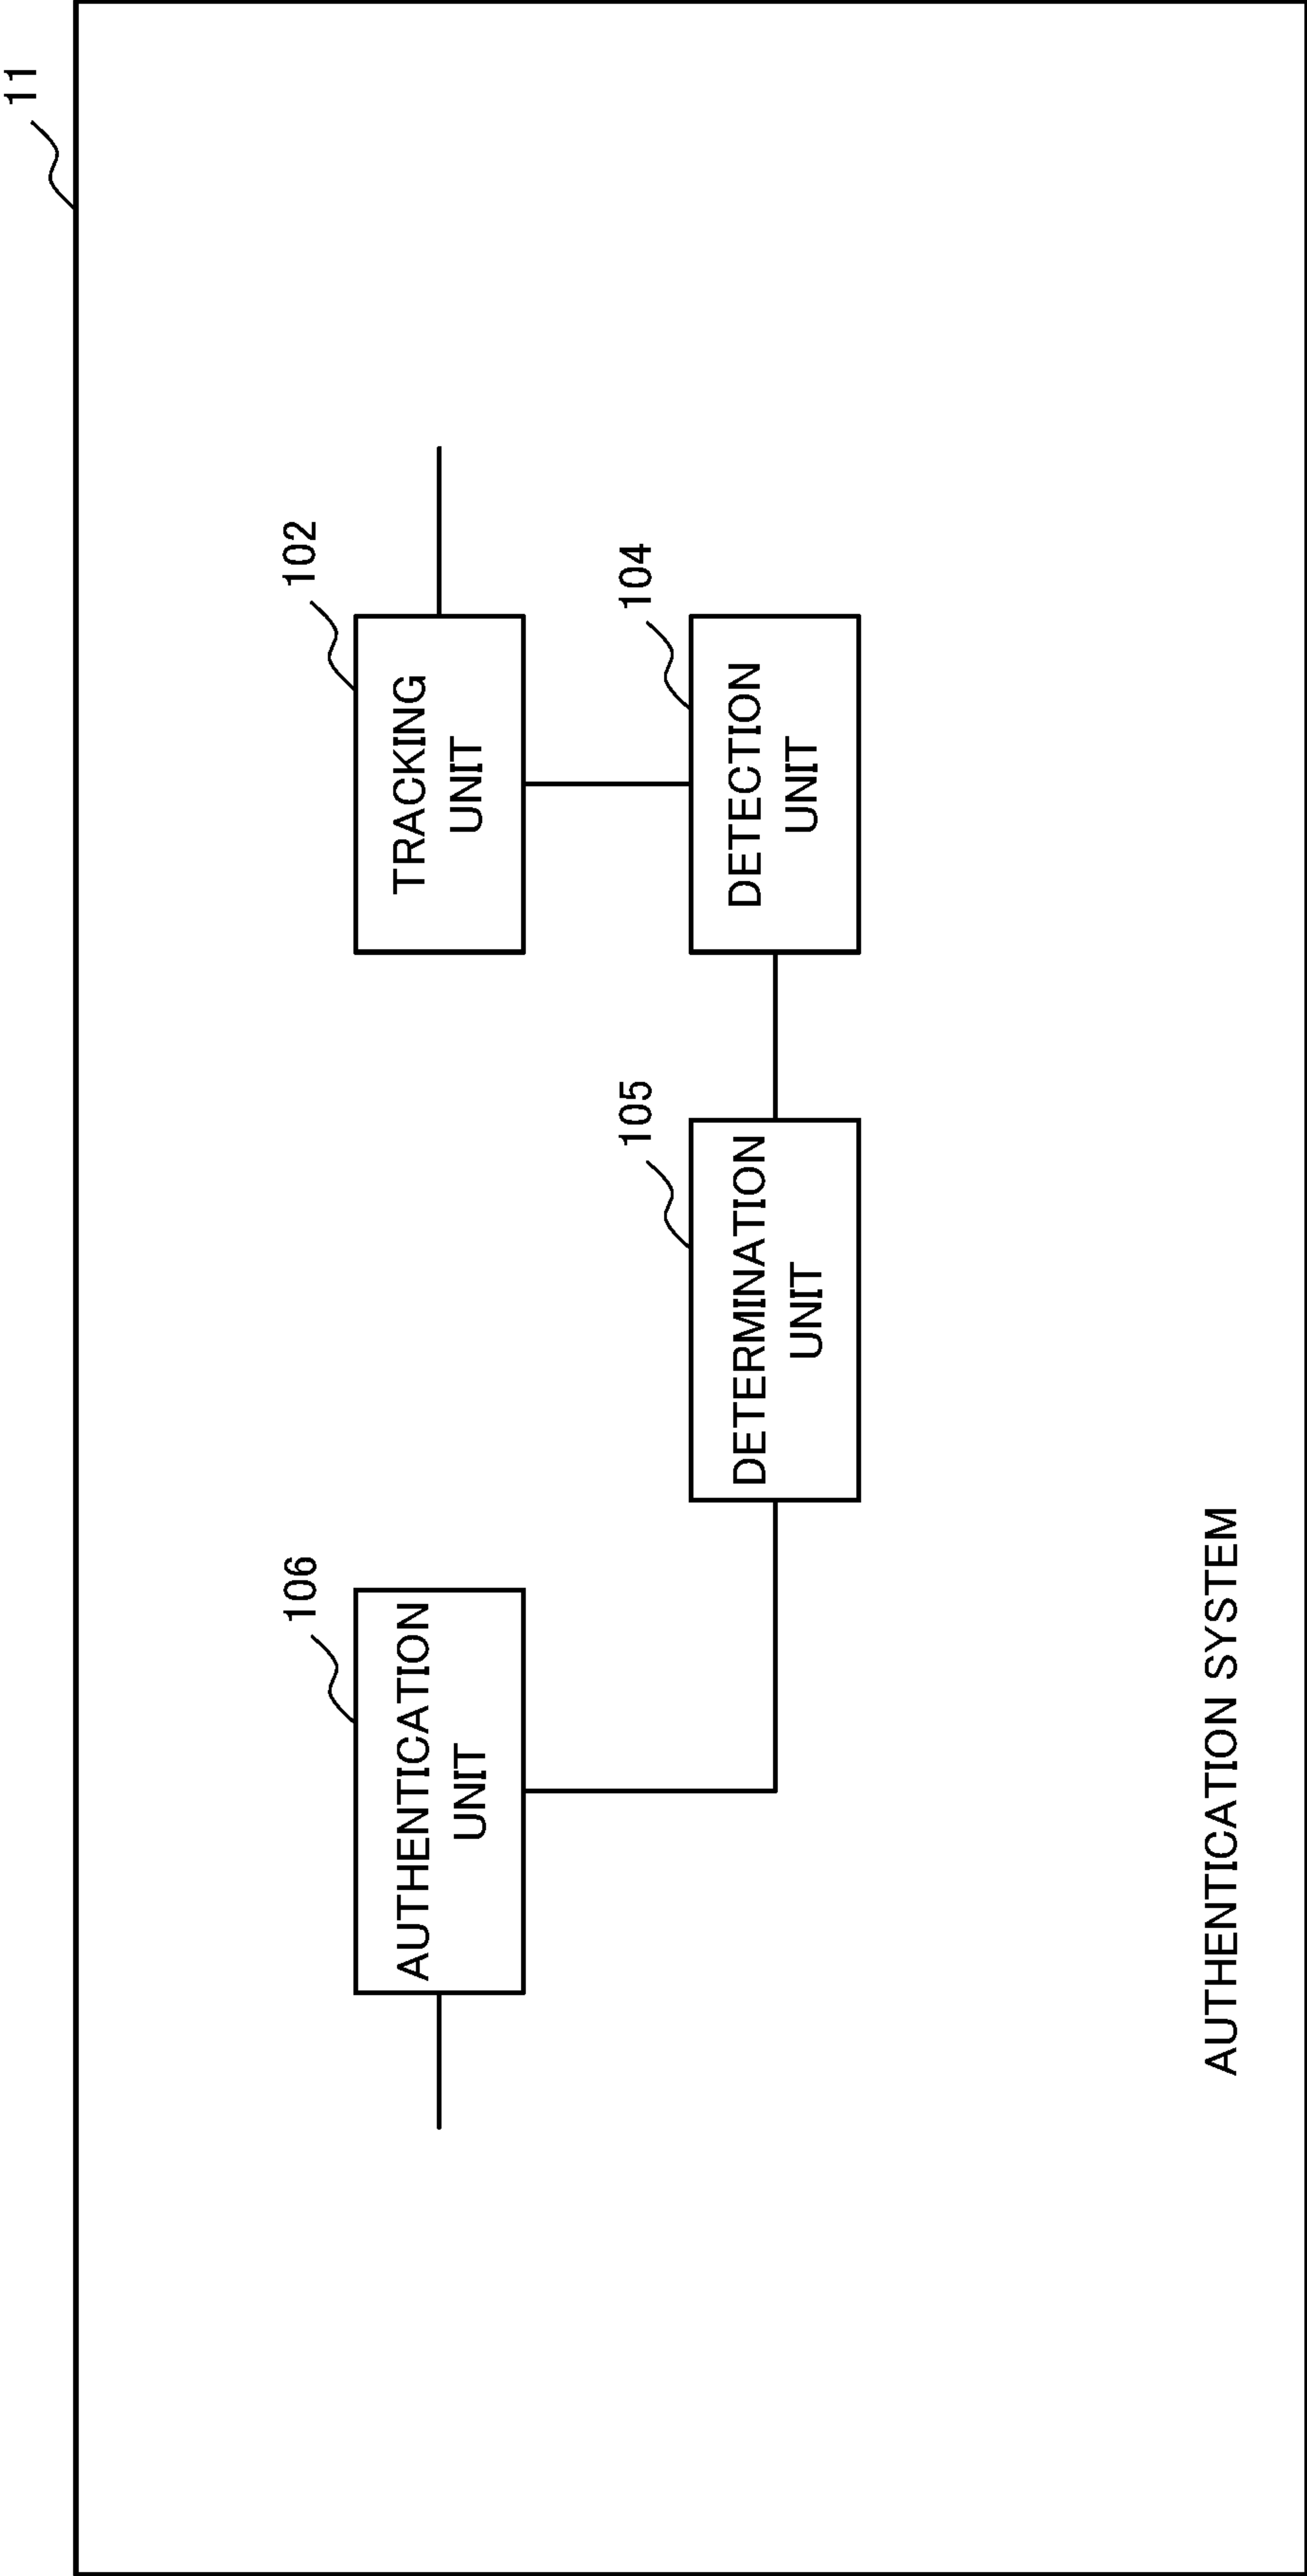 11
106
AUTHENTICATION
UNIT
102
TRACKING
UNIT
105
DETERMINATION
UNIT
104
DETECTION
UNIT
AUTHENTICATION SYSTEM